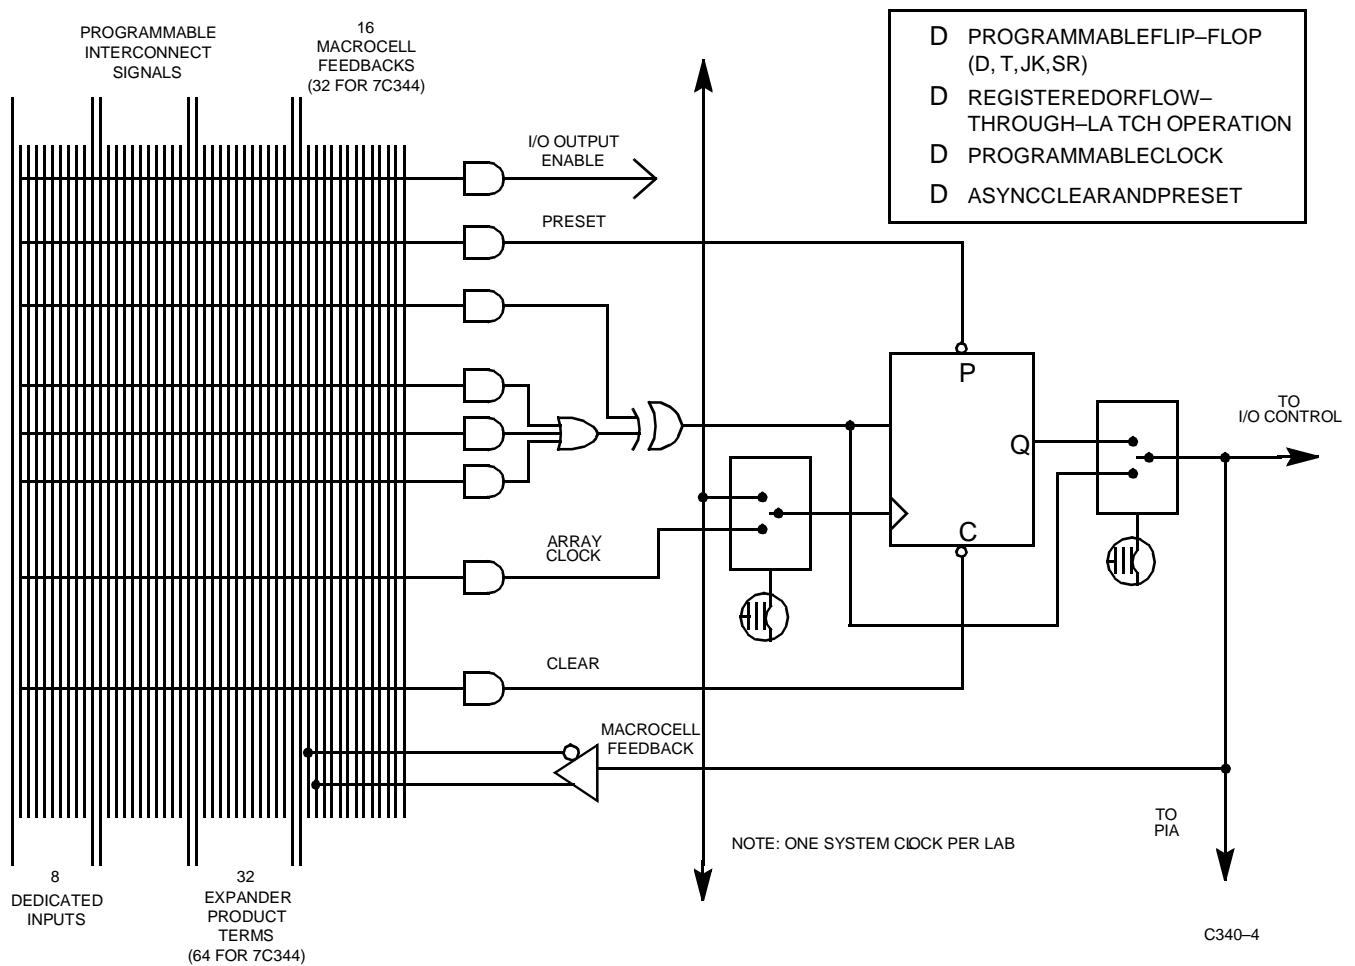 PROGRAMMABLE
INTERCONNECT
SIGNALS
16
MACROCELL
FEEDBACKS
(32 FOR 7C344)
D PROGRAMMABLEFLIP–FLOP
(D, T,JK,SR)
D REGISTEREDORFLOW–
THROUGH–LA TCH OPERATION
D PROGRAMMABLECLOCK
D ASYNCCLEARANDPRESET
I/O OUTPUT
ENABLE
PRESET
P
Q
C
TO
I/O CONTROL
ARRAY
CLOCK
CLEAR
MACROCELL
FEEDBACK
TO
PIA
NOTE: ONE SYSTEM CLOCK PER LAB
8
DEDICATED
INPUTS
32
EXPANDER
PRODUCT
TERMS
(64 FOR 7C344)
C340–4